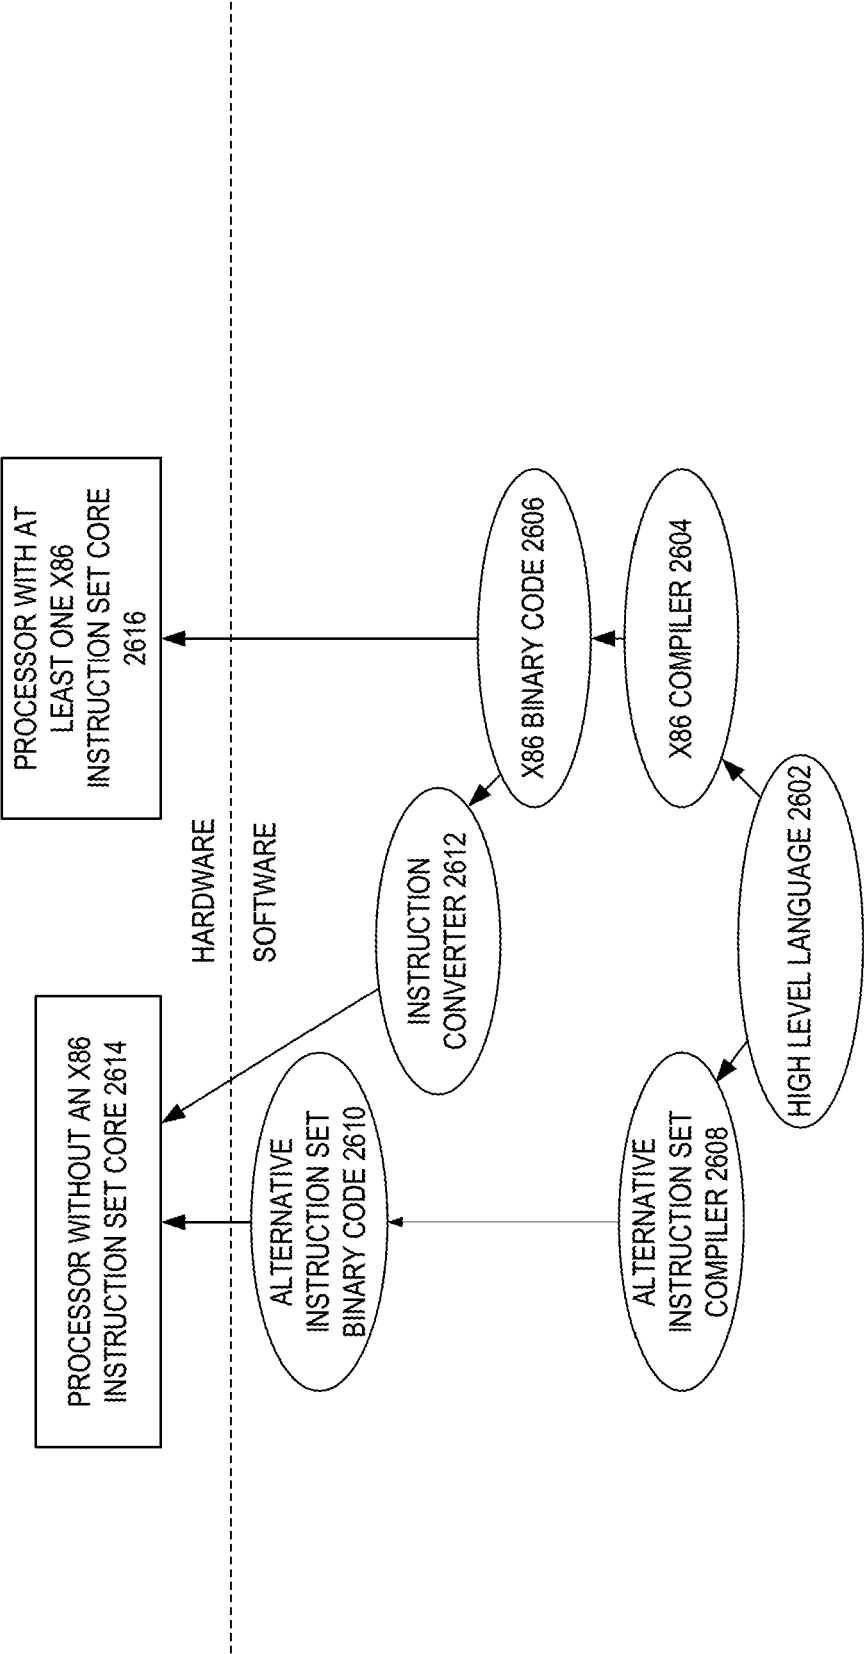 PROCESSOR WITHOUT AN X86
INSTRUCTION SET CORE 2614
PROCESSOR WITH AT
LEAST ONE X86
INSTRUCTION SET CORE
2616
HARDWARE
SOFTWARE
ALTERNATIVE
INSTRUCTION SET
BINARY CODE 2610
INSTRUCTION
CONVERTER 2612
X86 BINARY CODE 2606
ALTERNATIVE
INSTRUCTION SET
COMPILER 2608
X86 COMPILER 2604
HIGH LEVEL LANGUAGE 2602